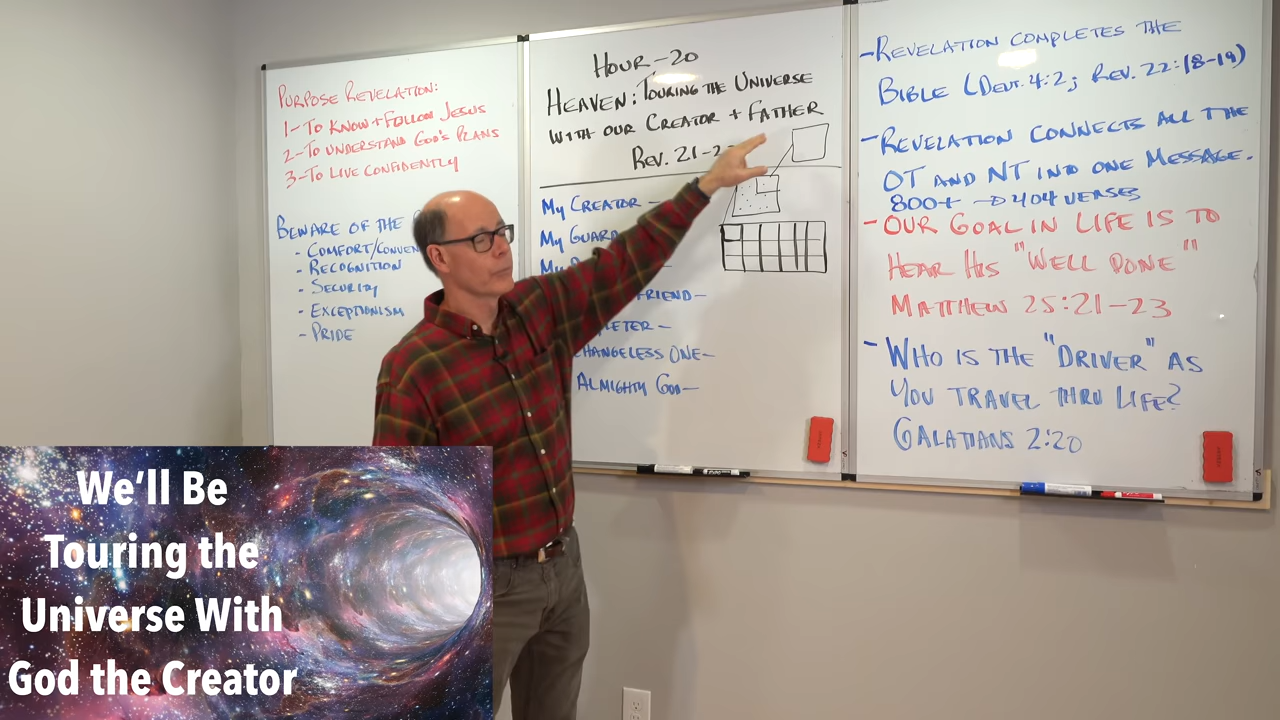 PURPOSE REVELATION:
1-TO KNOW + FOLLOW JESUS
2-TO UNDERSTAND GOD'S PLANS
3-TO LIVE CONFIDENTLY
BEWARE OF THE
- COMFORT/CONVEN
- RECOGNITION
- SECURITY
- EXCEPTIONISM
- PRIDE
HOUR-20
HEAVEN: TOURING THE UNIVERSE
WITH OUR CREATOR + FATHER
REV. 21-2
MY CREATOR -
MY GUARD
MY
FRIEND-
ETER-
CHANGELESS ONE-
ALMIGHTY GOD-
-REVELATION COMPLETES THE
BIBLE (DEUT. 4:2; REV. 22:18-19)
-REVELATION CONNECTS ALL THE
OT AND NT INTO ONE MESSAGE.
800+ → 404 VERSES
-OUR GOAL IN LIFE IS TO
HEAR HIS "WELL DONE"
MATTHEW 25:21-23
- WHO IS THE "DRIVER" AS
YOU TRAVEL THRU LIFE?
GALATIANS 2:20
We'll Be
Touring the
Universe With
God the Creator